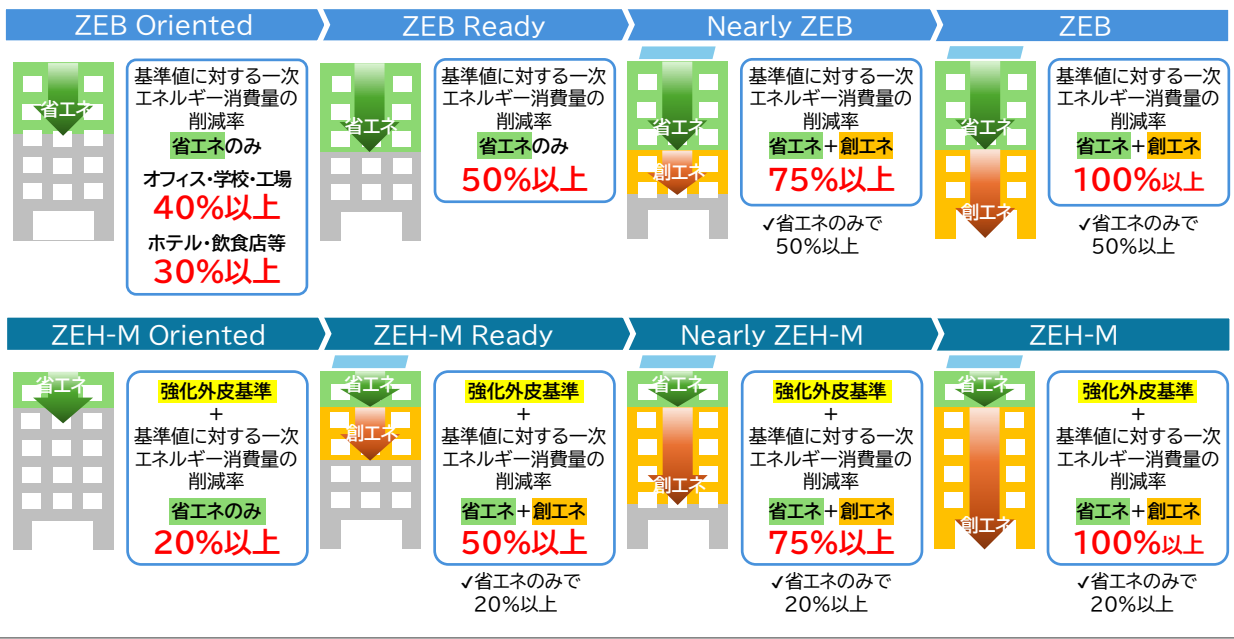 ZEB Oriented
ZEB Ready
Nearly ZEB
ZEB
省エネ
基準値に対する一次
エネルギー消費量の
削減率
省エネのみ
オフィス・学校・工場
40%以上
ホテル・飲食店等
30%以上
省エネ
基準値に対する一次
エネルギー消費量の
削減率
省エネのみ
50%以上
省エネ
創エネ
基準値に対する一次
エネルギー消費量の
削減率
省エネ+創エネ
75%以上
✓省エネのみで
50%以上
省エネ
創エネ
基準値に対する一次
エネルギー消費量の
削減率
省エネ+創エネ
100%以上
✓省エネのみで
50%以上
ZEH-M Oriented
ZEH-M Ready
Nearly ZEH-M
ZEH-M
省エネ
強化外皮基準
+
基準値に対する一次
エネルギー消費量の
削減率
省エネのみ
20%以上
省エネ
創エネ
強化外皮基準
+
基準値に対する一次
エネルギー消費量の
削減率
省エネ+創エネ
50%以上
✓省エネのみで
20%以上
省エネ
創エネ
強化外皮基準
+
基準値に対する一次
エネルギー消費量の
削減率
省エネ+創エネ
75%以上
✓省エネのみで
20%以上
省エネ
創エネ
強化外皮基準
+
基準値に対する一次
エネルギー消費量の
削減率
省エネ+創エネ
100%以上
✓省エネのみで
20%以上